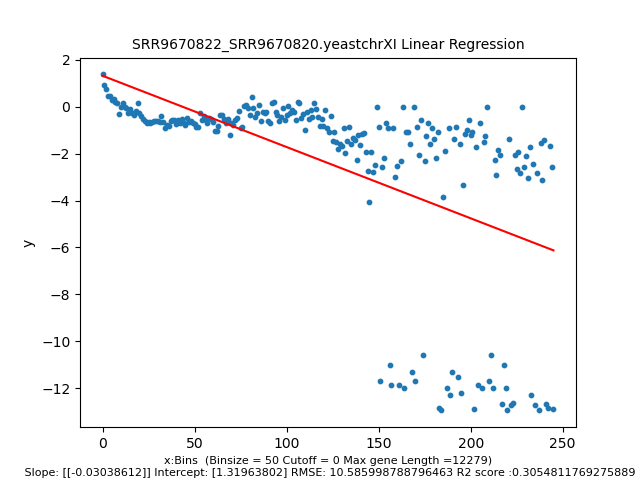 SRR9670822_SRR9670820.yeastchrXI Linear Regression
2
0
−2
−4
−6
−8
−10
−12
y
0 50 100 150 200 250
x:Bins (Binsize = 50 Cutoff = 0 Max gene Length =12279)
Slope: [[-0.03038612]] Intercept: [1.31963802] RMSE: 10.585998788796463 R2 score :0.3054811769275889